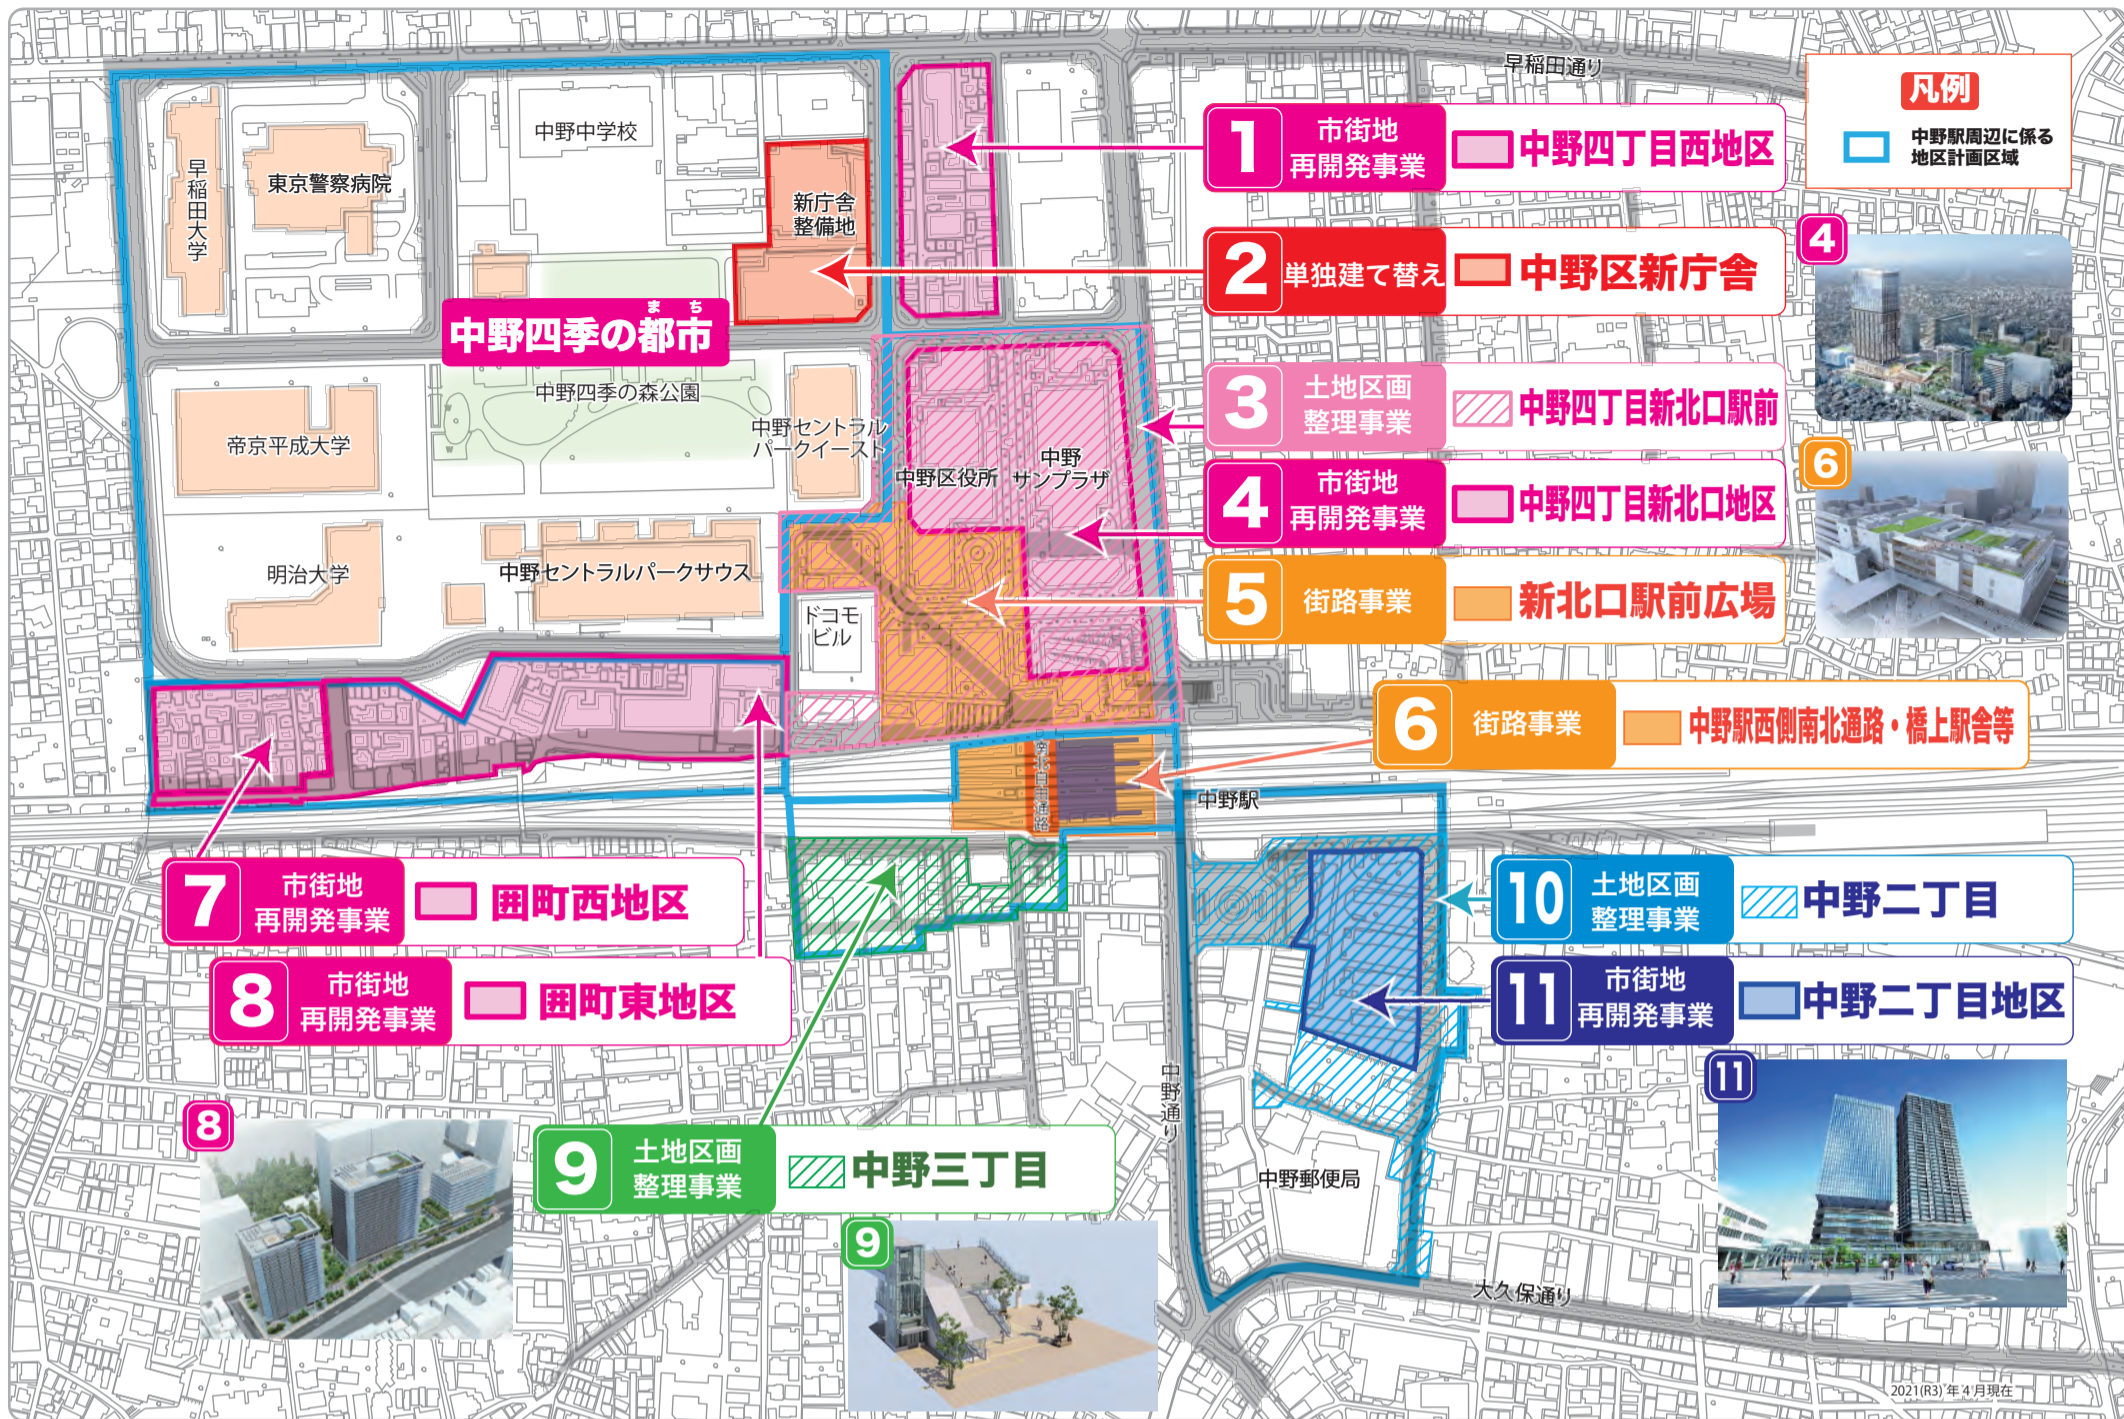 早稲田通り
凡例
中野駅周辺に係る
地区計画区域
1
市街地
再開発事業
中野四丁目西地区
2
単独建て替え
中野区新庁舎
3
土地区画
整理事業
中野四丁目新北口駅前
4
市街地
再開発事業
中野四丁目新北口地区
5
街路事業
新北口駅前広場
6
街路事業
中野駅西側南北通路・橋上駅舎等
4
6
早稲田大学
東京警察病院
中野中学校
新庁舎
整備地
まち
中野四季の都市
中野四季の森公園
帝京平成大学
中野セントラル
パークイースト
中野区役所
中野
サンプラザ
明治大学
中野セントラルパークサウス
ドコモ
ビル
南北自由通路
中野駅
7
市街地
再開発事業
囲町西地区
8
市街地
再開発事業
囲町東地区
9
土地区画
整理事業
中野三丁目
10
土地区画
整理事業
中野二丁目
11
市街地
再開発事業
中野二丁目地区
8
9
11
中野通り
中野郵便局
大久保通り
2021(R3)年4月現在